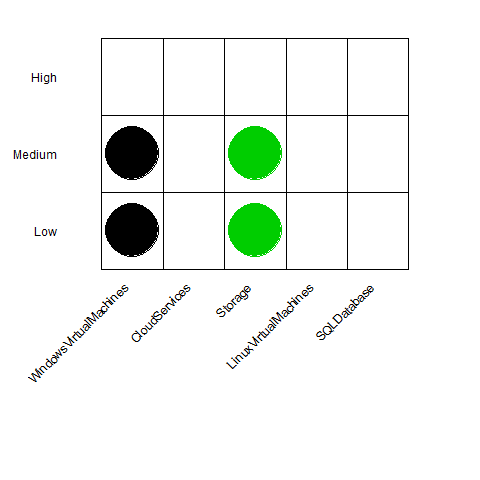 High
Medium
Low
WindowsVirtualMachines
CloudServices
Storage
LinuxVirtualMachines
SQLDatabase